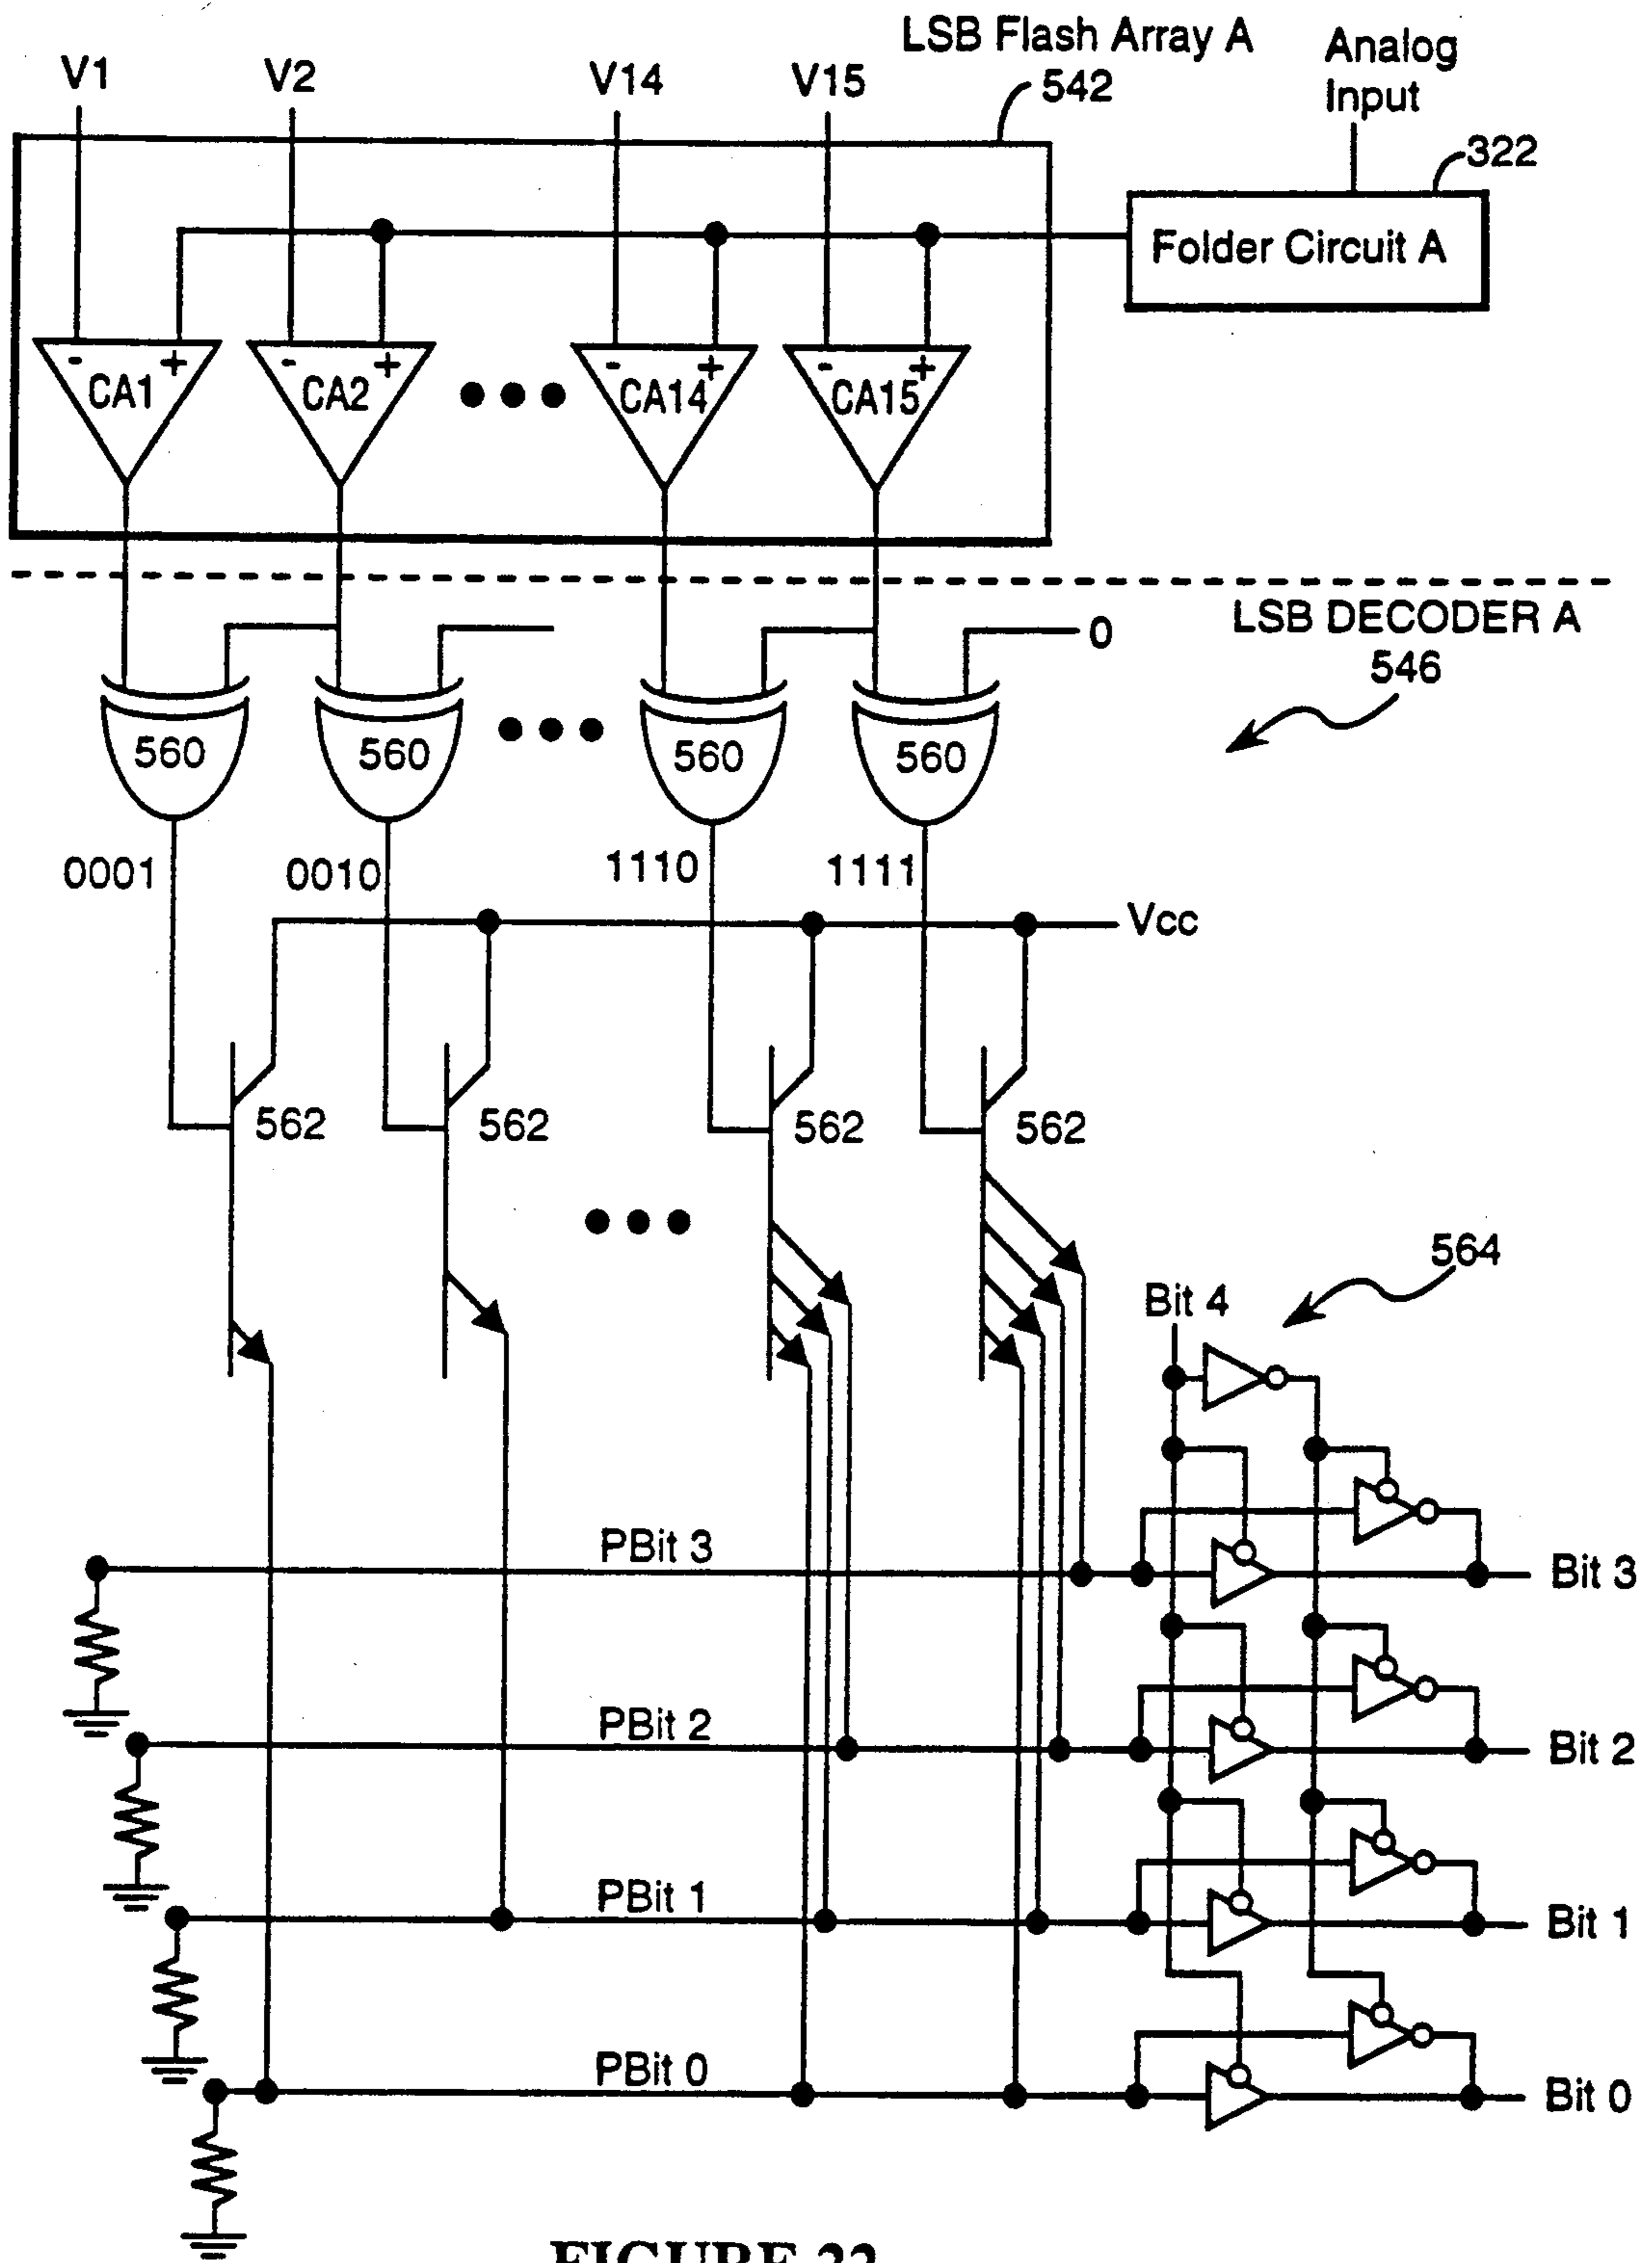 LSB Flash Array A
542
Analog
Input
V1
V2
V14
V15
322
Folder Circuit A
- +
CA1
- +
CA2
- +
CA14
- +
CA15
0
LSB DECODER A
546
560
560
560
560
0001
0010
1110
1111
Vcc
562
562
562
562
564
Bit 4
PBit 3
Bit 3
PBit 2
Bit 2
PBit 1
Bit 1
PBit 0
Bit 0
FIGURE 22